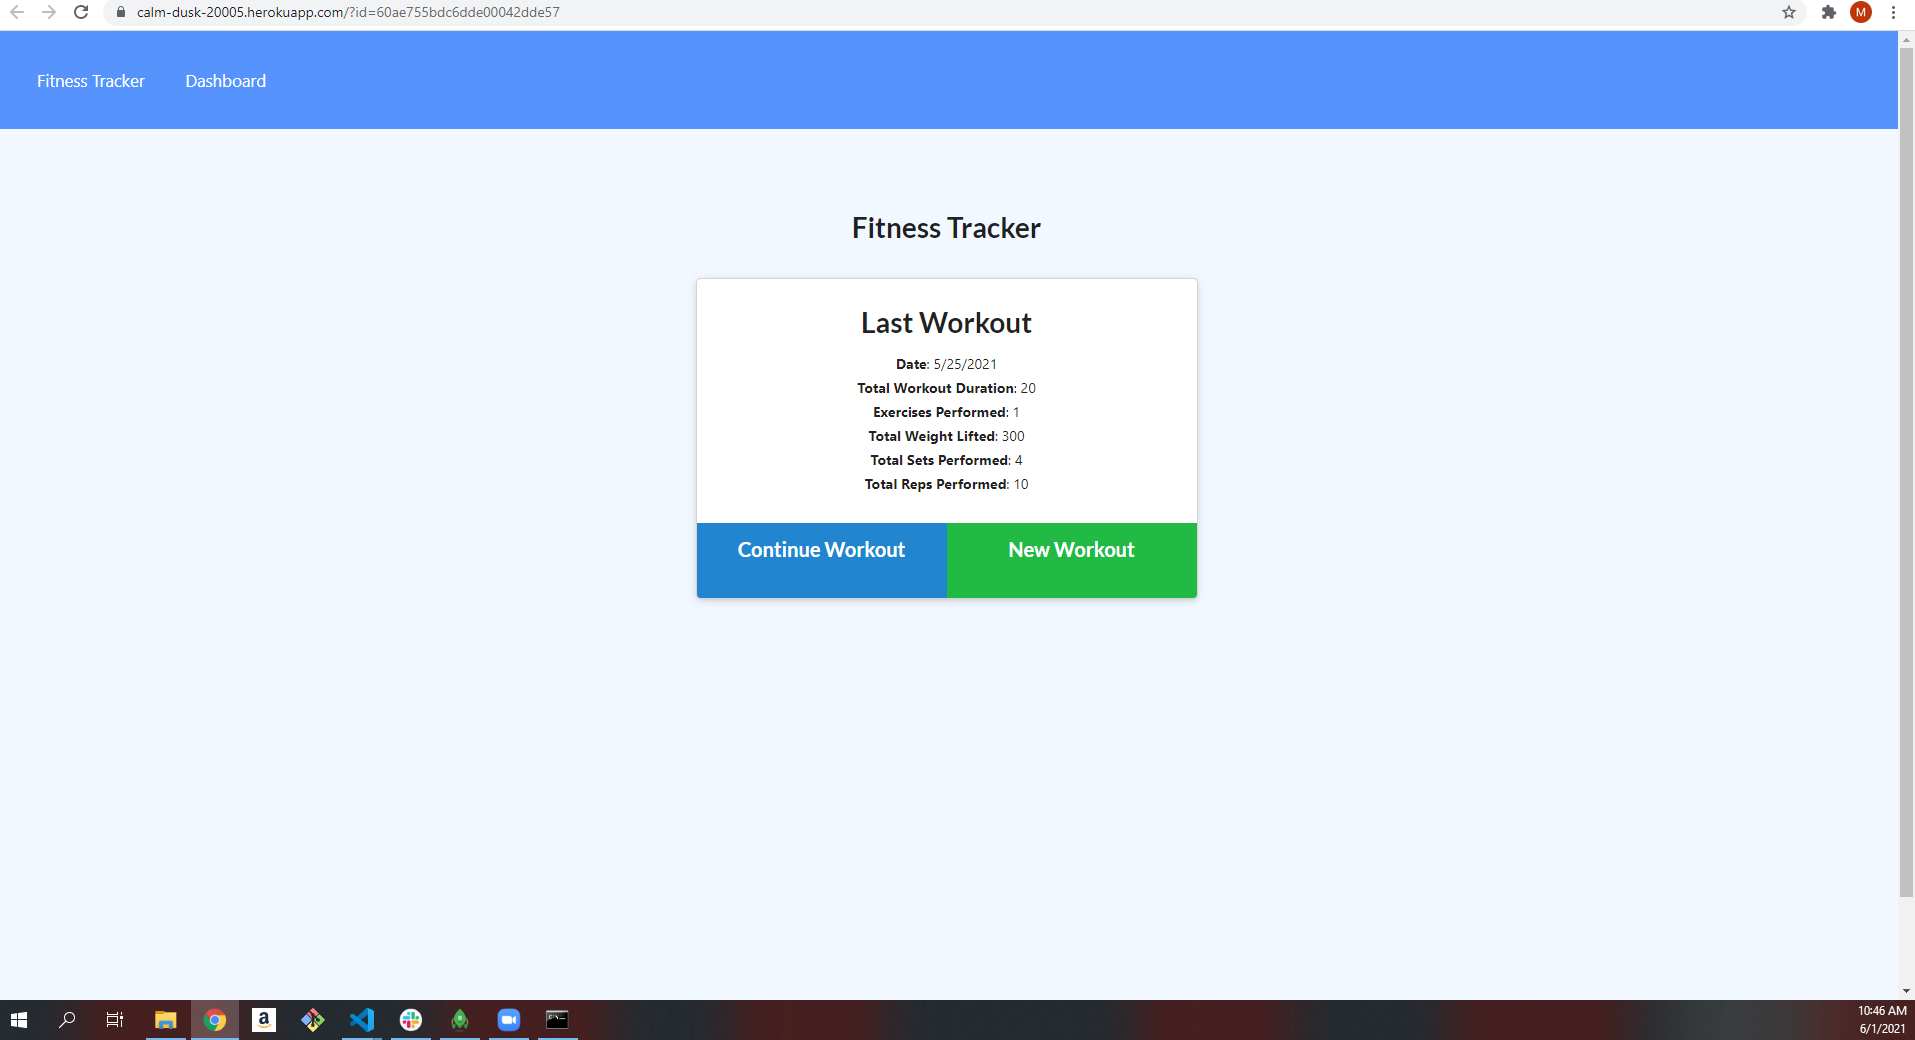 calm-dusk-20005.herokuapp.com/?id=60ae755bdc6dde00042dde57
M
Fitness Tracker
Dashboard
Fitness Tracker
Last Workout
Date: 5/25/2021
Total Workout Duration: 20
Exercises Performed: 1
Total Weight Lifted: 300
Total Sets Performed: 4
Total Reps Performed: 10
Continue Workout
New Workout
a
10:46 AM
6/1/2021